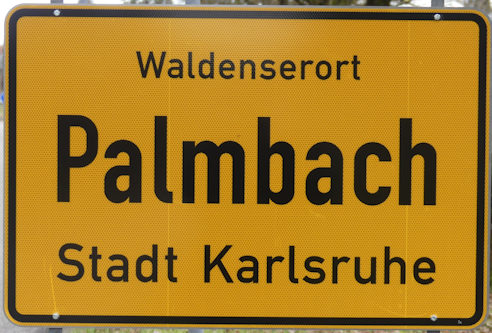 Waldenserort
Palmbach
Stadt Karlsruhe